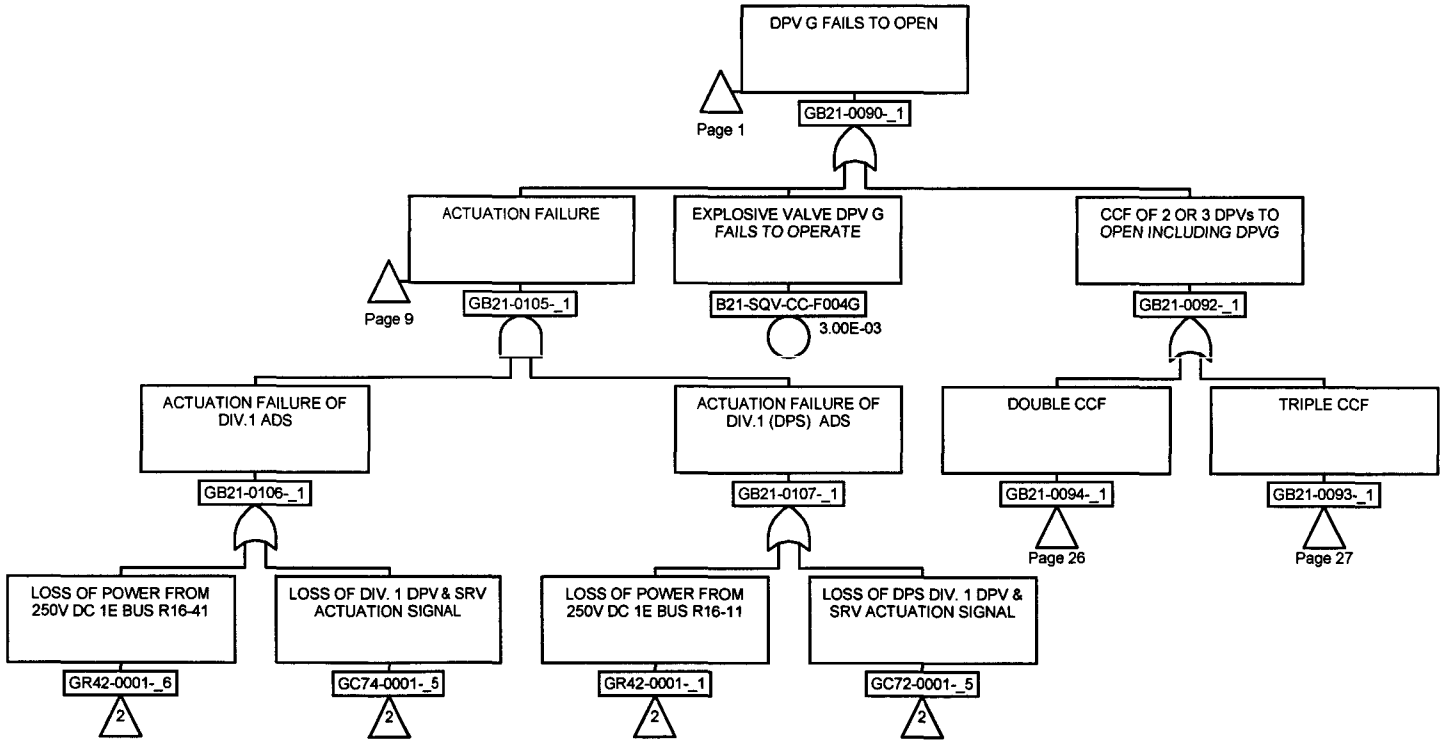 DPV G FAILS TO OPEN
Page 1
GB21-0090-_1
ACTUATION FAILURE
Page 9
GB21-0105-_1
EXPLOSIVE VALVE DPV G
FAILS TO OPERATE
B21-SQV-CC-F004G
3.00E-03
CCF OF 2 OR 3 DPVs TO
OPEN INCLUDING DPVG
GB21-0092-_1
ACTUATION FAILURE OF
DIV.1 ADS
GB21-0106-_1
ACTUATION FAILURE OF
DIV.1 (DPS) ADS
GB21-0107-_1
DOUBLE CCF
GB21-0094-_1
Page 26
TRIPLE CCF
GB21-0093-_1
Page 27
LOSS OF POWER FROM
250V DC 1E BUS R16-41
GR42-0001-_6
2
LOSS OF DIV. 1 DPV & SRV
ACTUATION SIGNAL
GC74-0001-_5
2
LOSS OF POWER FROM
250V DC 1E BUS R16-11
GR42-0001-_1
2
LOSS OF DPS DIV. 1 DPV &
SRV ACTUATION SIGNAL
GC72-0001-_5
2